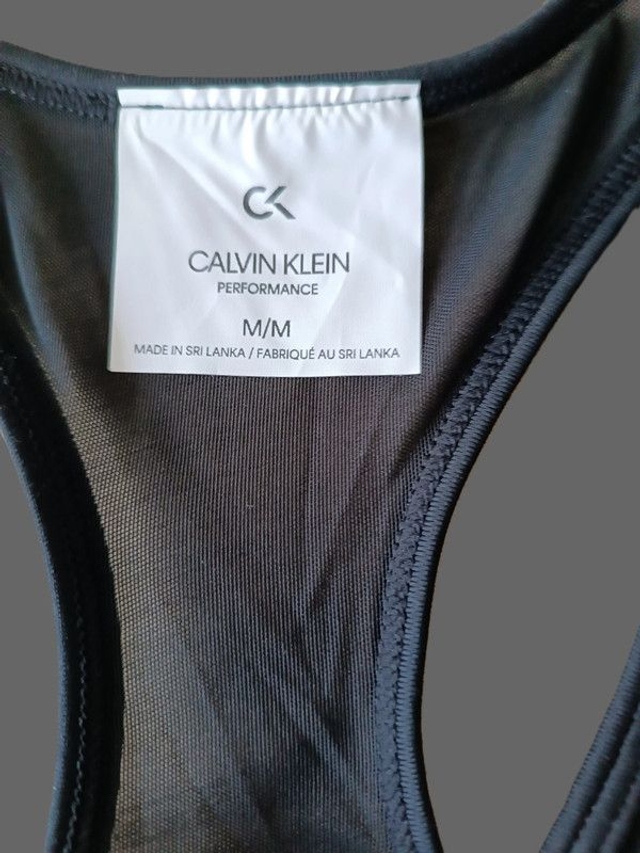 CK
CALVIN KLEIN
PERFORMANCE
M/M
MADE IN SRI LANKA / FABRIQUÉ AU SRI LANKA